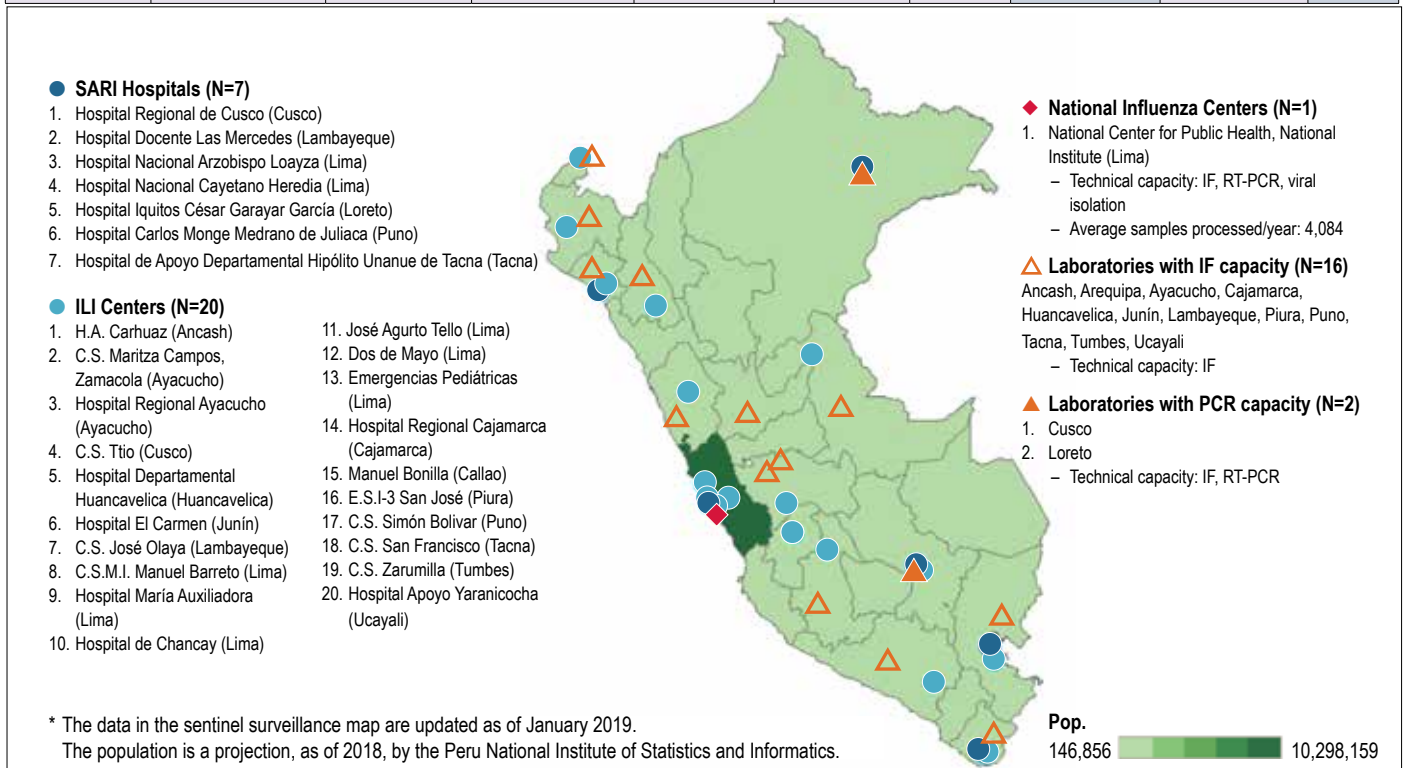 SARI Hospitals (N=7)
1. Hospital Regional de Cusco (Cusco)
2. Hospital Docente Las Mercedes (Lambayeque)
3. Hospital Nacional Arzobispo Loayza (Lima)
4. Hospital Nacional Cayetano Heredia (Lima)
5. Hospital Iquitos César Garayar García (Loreto)
6. Hospital Carlos Monge Medrano de Juliaca (Puno)
7. Hospital de Apoyo Departamental Hipólito Unanue de Tacna (Tacna)
ILI Centers (N=20)
1. H.A. Carhuaz (Ancash)
2. C.S. Maritza Campos,
Zamacola (Ayacucho)
3. Hospital Regional Ayacucho
(Ayacucho)
4. C.S. Ttio (Cusco)
5. Hospital Departamental
Huancavelica (Huancavelica)
6. Hospital El Carmen (Junín)
7. C.S. José Olaya (Lambayeque)
8. C.S.M.I. Manuel Barreto (Lima)
9. Hospital María Auxiliadora
(Lima)
10. Hospital de Chancay (Lima)
11. José Agurto Tello (Lima)
12. Dos de Mayo (Lima)
13. Emergencias Pediátricas
(Lima)
14. Hospital Regional Cajamarca
(Cajamarca)
15. Manuel Bonilla (Callao)
16. E.S.I-3 San José (Piura)
17. C.S. Simón Bolivar (Puno)
18. C.S. San Francisco (Tacna)
19. C.S. Zarumilla (Tumbes)
20. Hospital Apoyo Yaranicocha
(Ucayali)
National Influenza Centers (N=1)
1. National Center for Public Health, National
Institute (Lima)
– Technical capacity: IF, RT-PCR, viral
isolation
– Average samples processed/year: 4,084
Laboratories with IF capacity (N=16)
Ancash, Arequipa, Ayacucho, Cajamarca,
Huancavelica, Junín, Lambayeque, Piura, Puno,
Tacna, Tumbes, Ucayali
– Technical capacity: IF
Laboratories with PCR capacity (N=2)
1. Cusco
2. Loreto
– Technical capacity: IF, RT-PCR
* The data in the sentinel surveillance map are updated as of January 2019.
The population is a projection, as of 2018, by the Peru National Institute of Statistics and Informatics.
Pop.
146,856 10,298,159